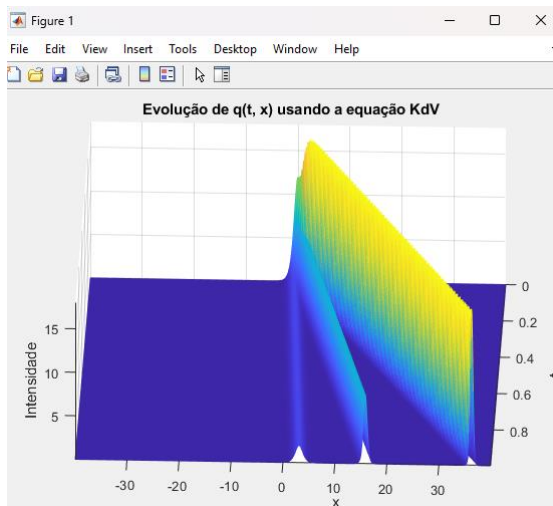 Figure 1
File Edit View Insert Tools Desktop Window Help
Evolução de q(t, x) usando a equação KdV
0
0.2
0.4
0.6
0.8
15
10
5
Intensidade
-30 -20 -10 0 10 20 30
x